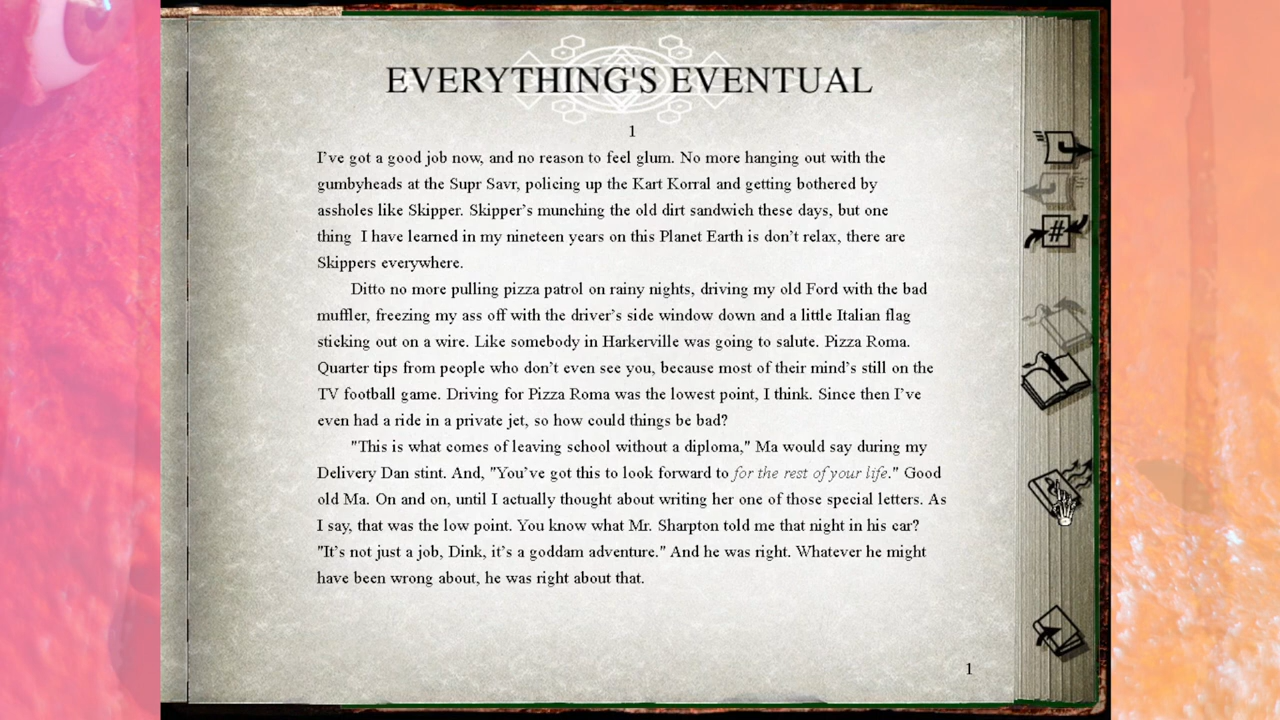 EVERYTHING'S EVENTUAL
1
I've got a good job now, and no reason to feel glum. No more hanging out with the
gumbyheads at the Supr Savr, policing up the Kart Korral and getting bothered by
assholes like Skipper. Skipper's munching the old dirt sandwich these days, but one
thing  I have learned in my nineteen years on this Planet Earth is don't relax, there are
Skippers everywhere.
Ditto no more pulling pizza patrol on rainy nights, driving my old Ford with the bad
muffler, freezing my ass off with the driver's side window down and a little Italian flag
sticking out on a wire. Like somebody in Harkerville was going to salute. Pizza Roma.
Quarter tips from people who don't even see you, because most of their mind's still on the
TV football game. Driving for Pizza Roma was the lowest point, I think. Since then I've
even had a ride in a private jet, so how could things be bad?
"This is what comes of leaving school without a diploma," Ma would say during my
Delivery Dan stint. And, "You've got this to look forward to for the rest of your life." Good
old Ma. On and on, until I actually thought about writing her one of those special letters. As
I say, that was the low point. You know what Mr. Sharpton told me that night in his car?
"It's not just a job, Dink, it's a goddam adventure." And he was right. Whatever he might
have been wrong about, he was right about that.
#
1